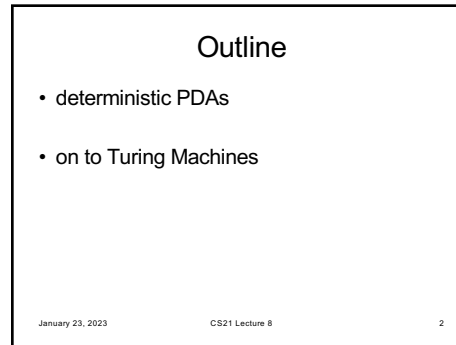 Outline
• deterministic PDAs
• on to Turing Machines
January 23, 2023 CS21 Lecture 8 2